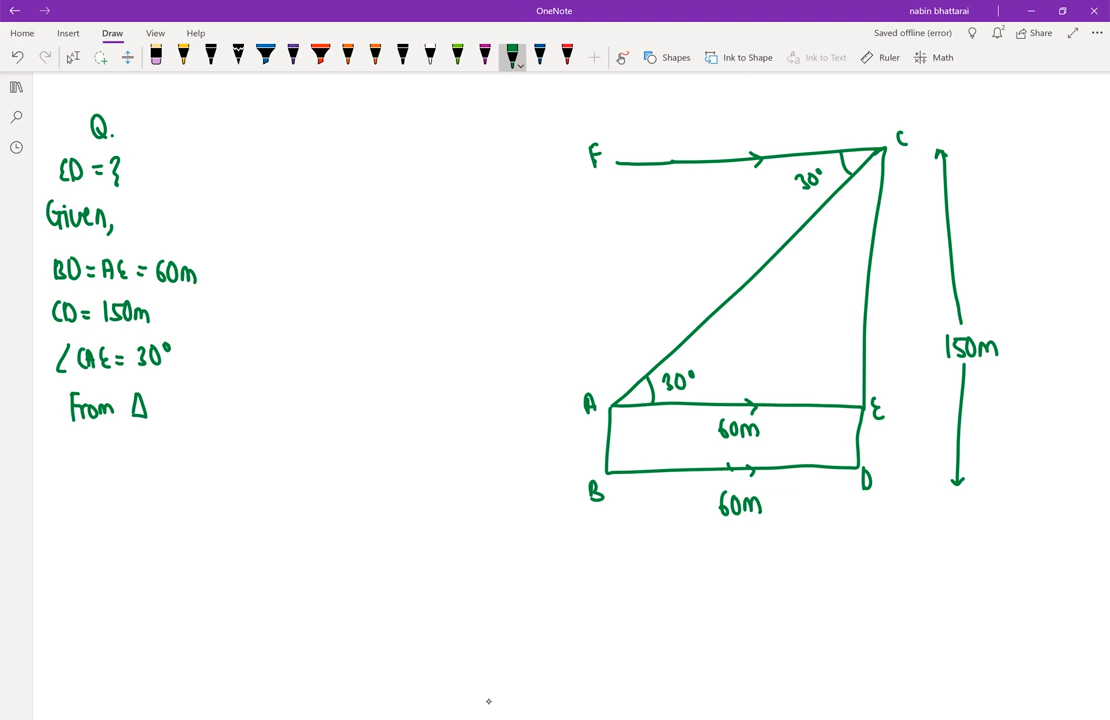 OneNote
nabin bhattarai
Home Insert Draw View Help
Saved offline (error)
2
Share
Shapes
Ink to Shape
Ink to Text
Ruler
Math
Q.
ED = ?
Given,
BD = AE = 60m
CD = 150m
∠CAE = 30°
From Δ
F
C
30°
150m
30°
A
E
60m
B
D
60m